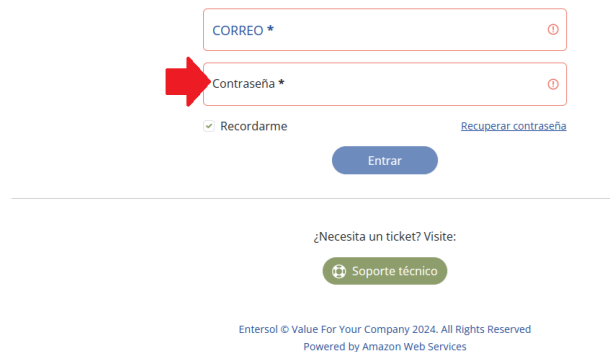 CORREO *
Contraseña *
Recordarme
Recuperar contraseña
Entrar
¿Necesita un ticket? Visite:
Soporte técnico
Entersol © Value For Your Company 2024. All Rights Reserved
Powered by Amazon Web Services